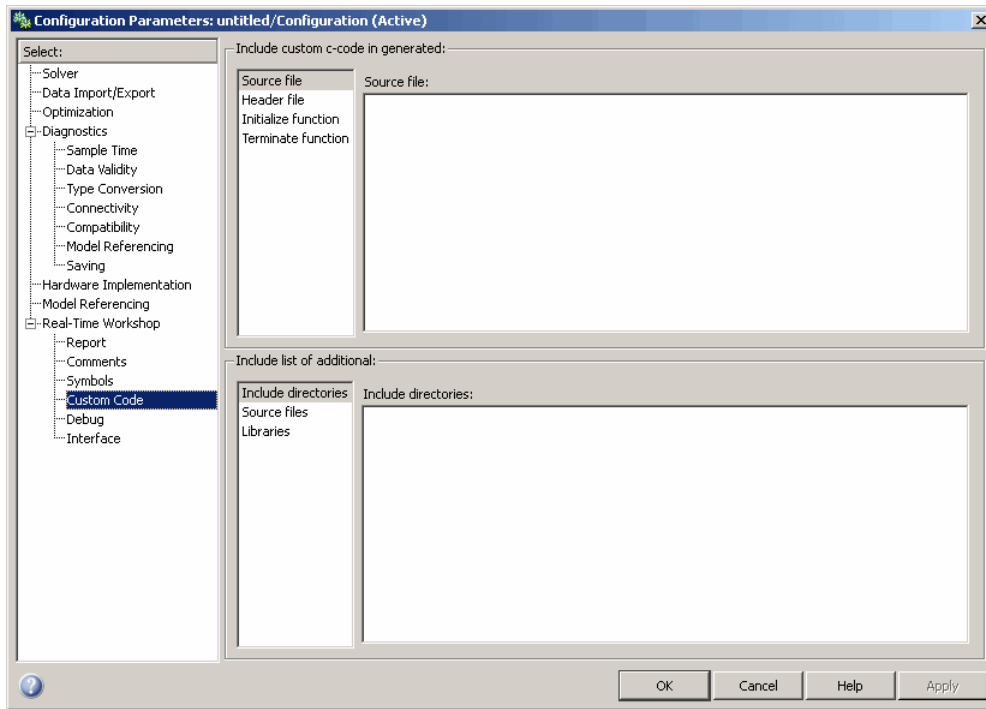 Configuration Parameters: untitled/Configuration (Active)
Select:
Solver
Data Import/Export
Optimization
Diagnostics
Sample Time
Data Validity
Type Conversion
Connectivity
Compatibility
Model Referencing
Saving
Hardware Implementation
Model Referencing
Real-Time Workshop
Report
Comments
Symbols
Custom Code
Debug
Interface
Include custom c-code in generated:
Source file
Header file
Initialize function
Terminate function
Source file:
Include list of additional:
Include directories
Source files
Libraries
Include directories:
OK
Cancel
Help
Apply